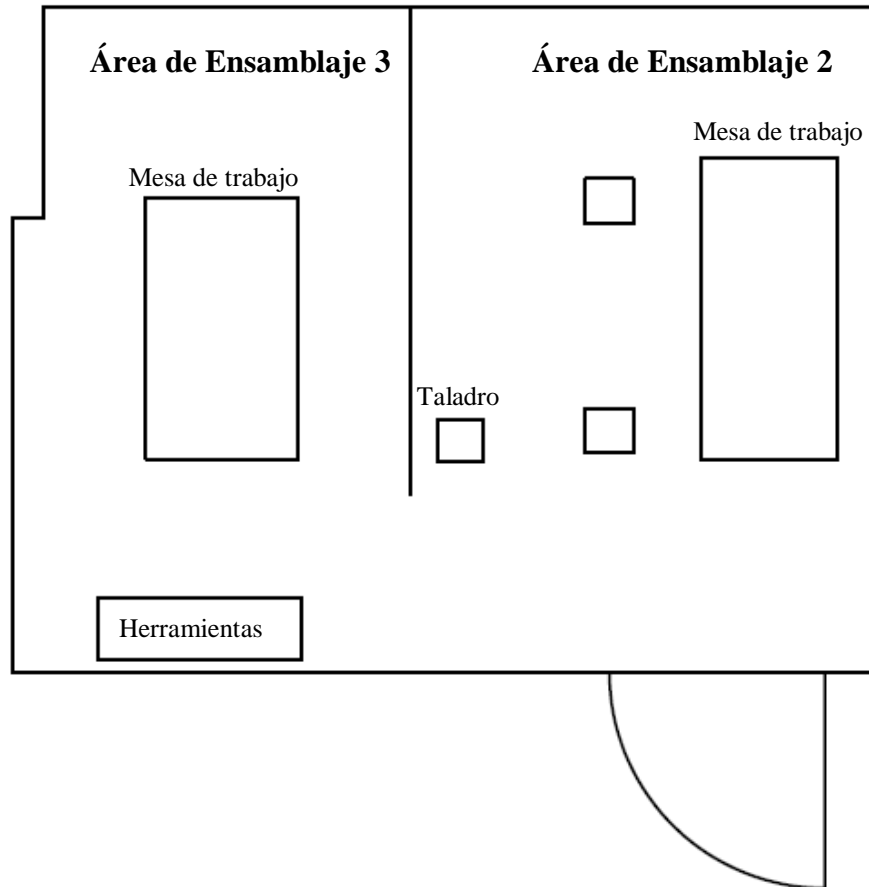 Área de Ensamblaje 3
Área de Ensamblaje 2
Mesa de trabajo
Mesa de trabajo
Taladro
Herramientas